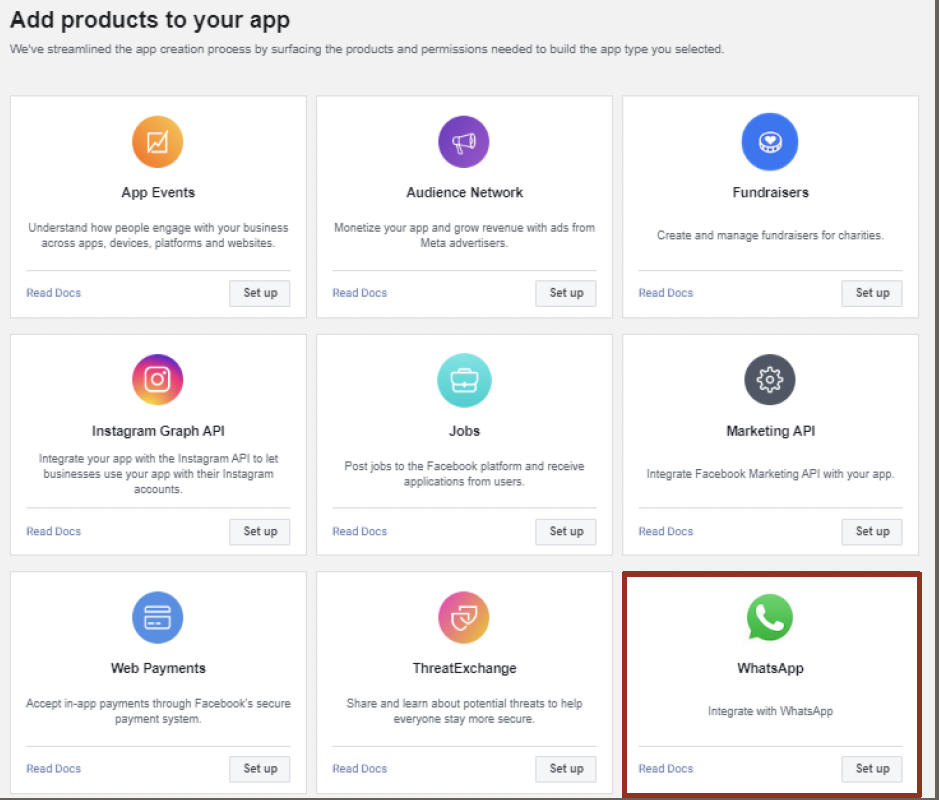 Add products to your app
We've streamlined the app creation process by surfacing the products and permissions needed to build the app type you selected.
App Events
Understand how people engage with your business
across apps, devices, platforms and websites.
Read Docs
Set up
Audience Network
Monetize your app and grow revenue with ads from
Meta advertisers.
Read Docs
Set up
Fundraisers
Create and manage fundraisers for charities.
Read Docs
Set up
Instagram Graph API
Integrate your app with the Instagram API to let
businesses use your app with their Instagram
accounts.
Read Docs
Set up
Jobs
Post jobs to the Facebook platform and receive
applications from users.
Read Docs
Set up
Marketing API
Integrate Facebook Marketing API with your app.
Read Docs
Set up
Web Payments
Accept in-app payments through Facebook's secure
payment system.
Read Docs
Set up
ThreatExchange
Share and learn about potential threats to help
everyone stay more secure.
Read Docs
Set up
WhatsApp
Integrate with WhatsApp
Read Docs
Set up